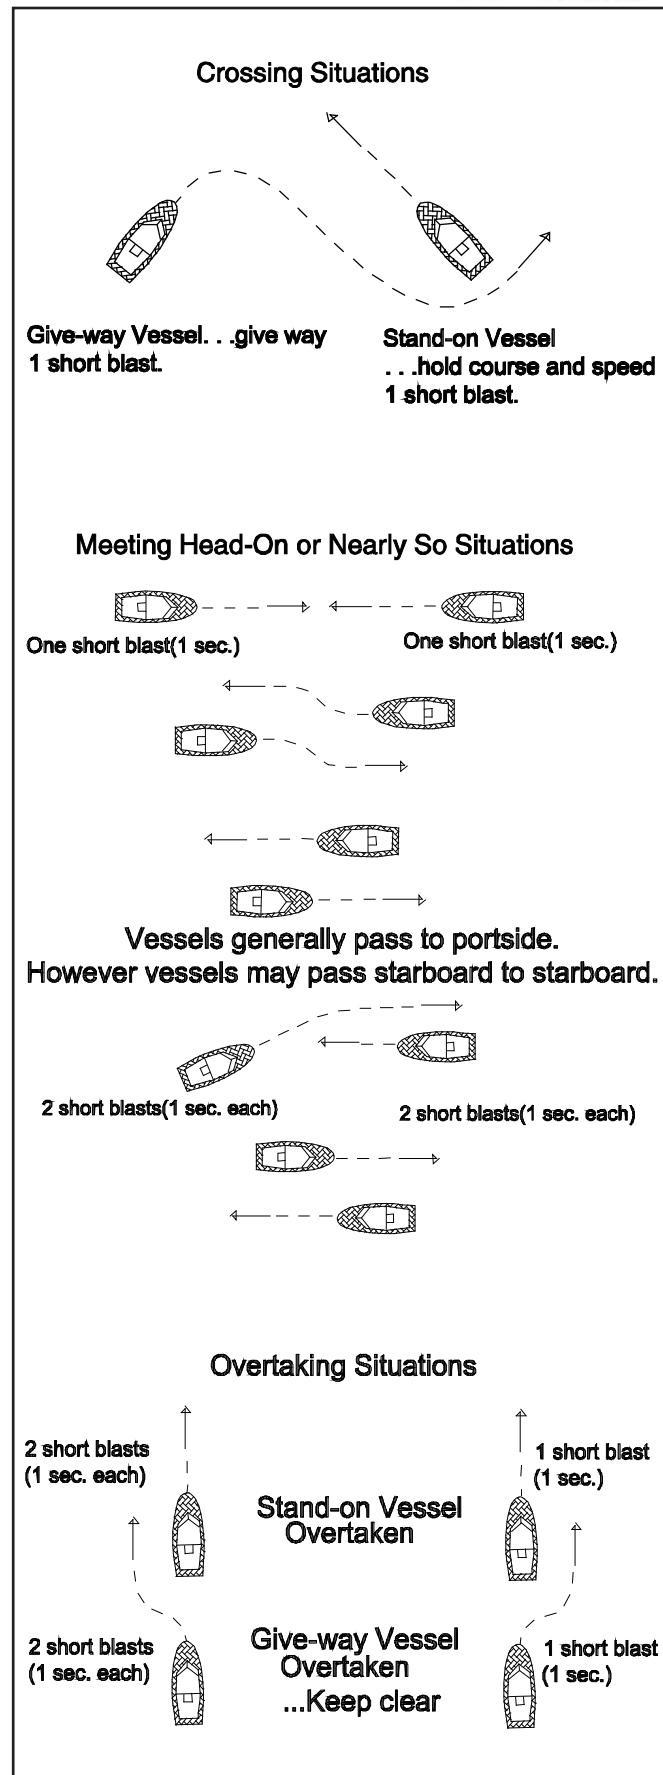 Crossing Situations
Give-way Vessel. . .give way
1 short blast.
Stand-on Vessel
. . .hold course and speed
1 short blast.
Meeting Head-On or Nearly So Situations
One short blast(1 sec.)
One short blast(1 sec.)
Vessels generally pass to portside.
However vessels may pass starboard to starboard.
2 short blasts(1 sec. each)
2 short blasts(1 sec. each)
Overtaking Situations
2 short blasts
(1 sec. each)
Stand-on Vessel
Overtaken
1 short blast
(1 sec.)
2 short blasts
(1 sec. each)
Give-way Vessel
Overtaken
...Keep clear
1 short blast
(1 sec.)